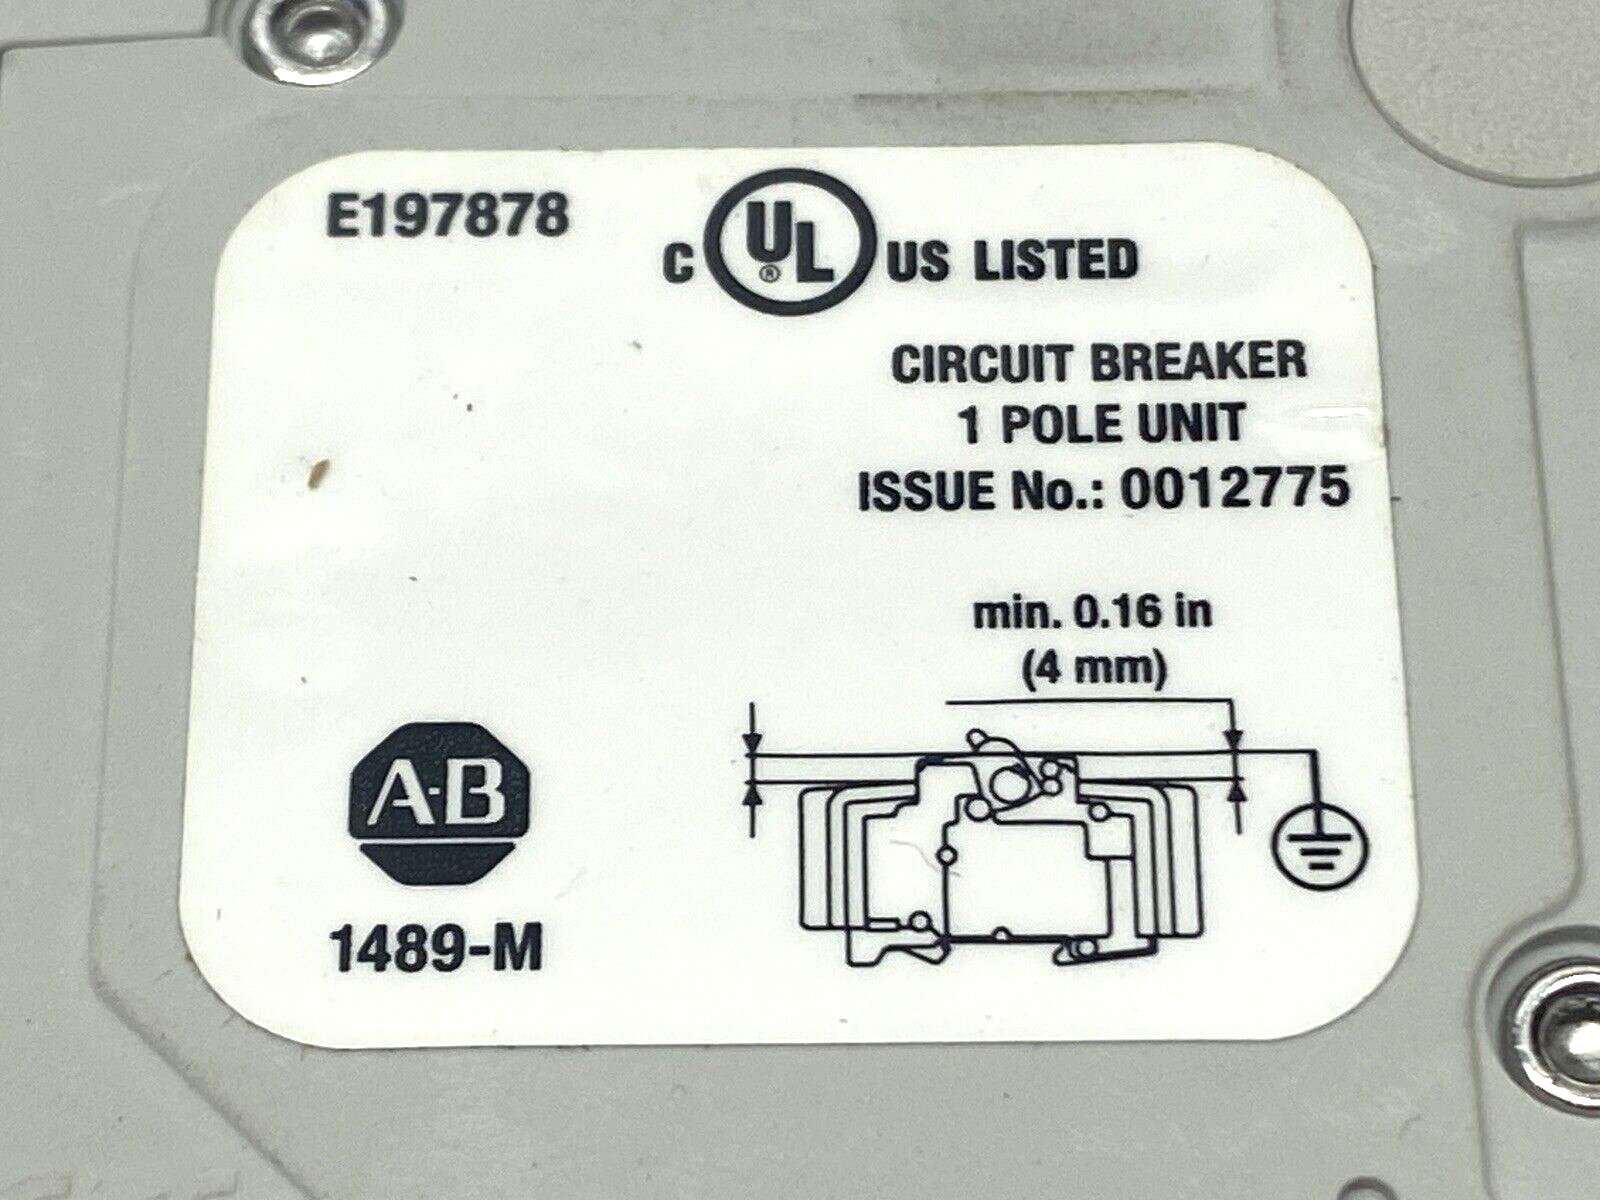 E197878
C UL® US LISTED
CIRCUIT BREAKER
1 POLE UNIT
ISSUE No.: 0012775
min. 0.16 in
(4 mm)
A-B
1489-M